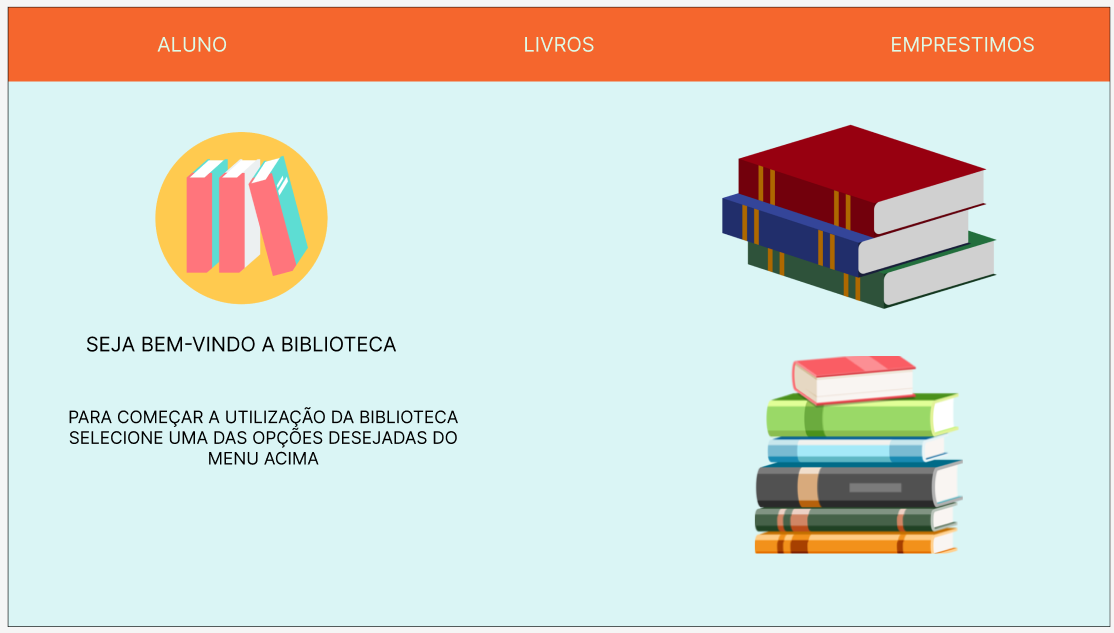 ALUNO LIVROS EMPRESTIMOS
SEJA BEM-VINDO A BIBLIOTECA
PARA COMEÇAR A UTILIZAÇÃO DA BIBLIOTECA
SELECIONE UMA DAS OPÇÕES DESEJADAS DO
MENU ACIMA